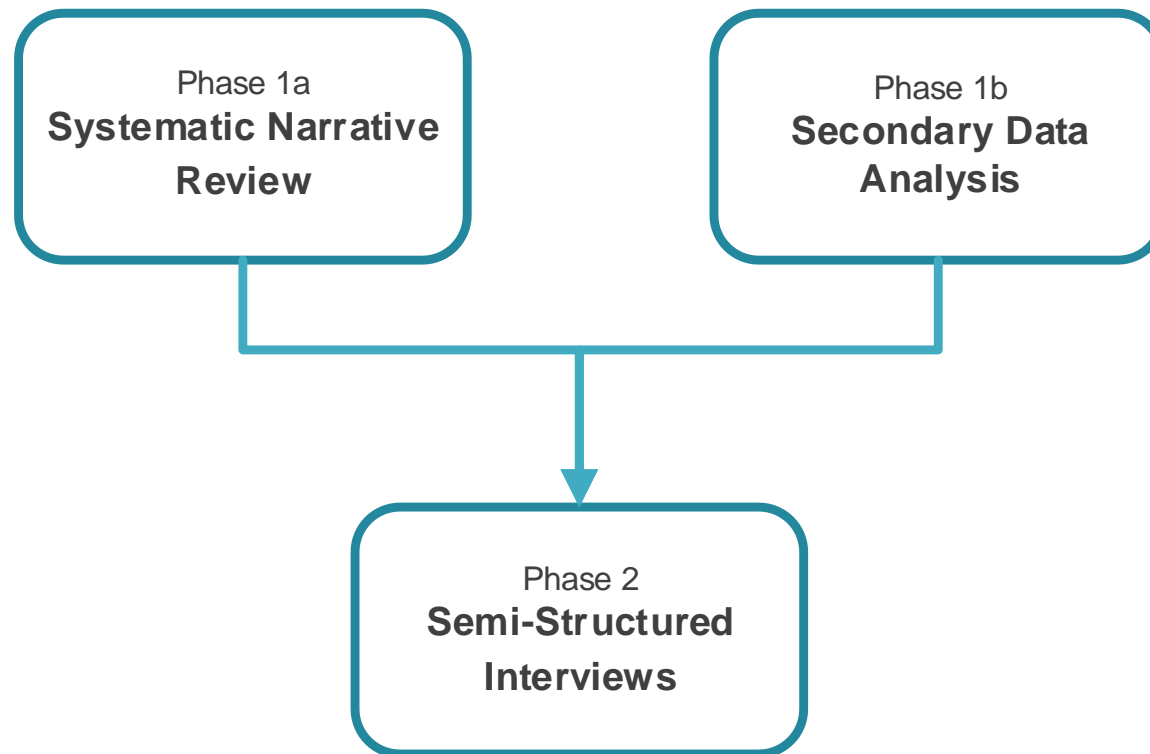 Phase 1a
Systematic Narrative
Review
Phase 1b
Secondary Data
Analysis
Phase 2
Semi-Structured
Interviews